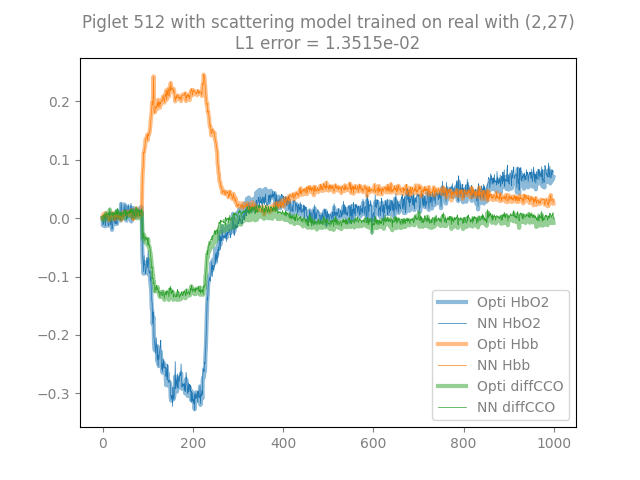 Piglet 512 with scattering model trained on real with (2,27)
L1 error = 1.3515e-02
0.2
0.1
0.0
−0.1
−0.2
−0.3
0
200
400
600
800
1000
Opti HbO2
NN HbO2
Opti Hbb
NN Hbb
Opti diffCCO
NN diffCCO